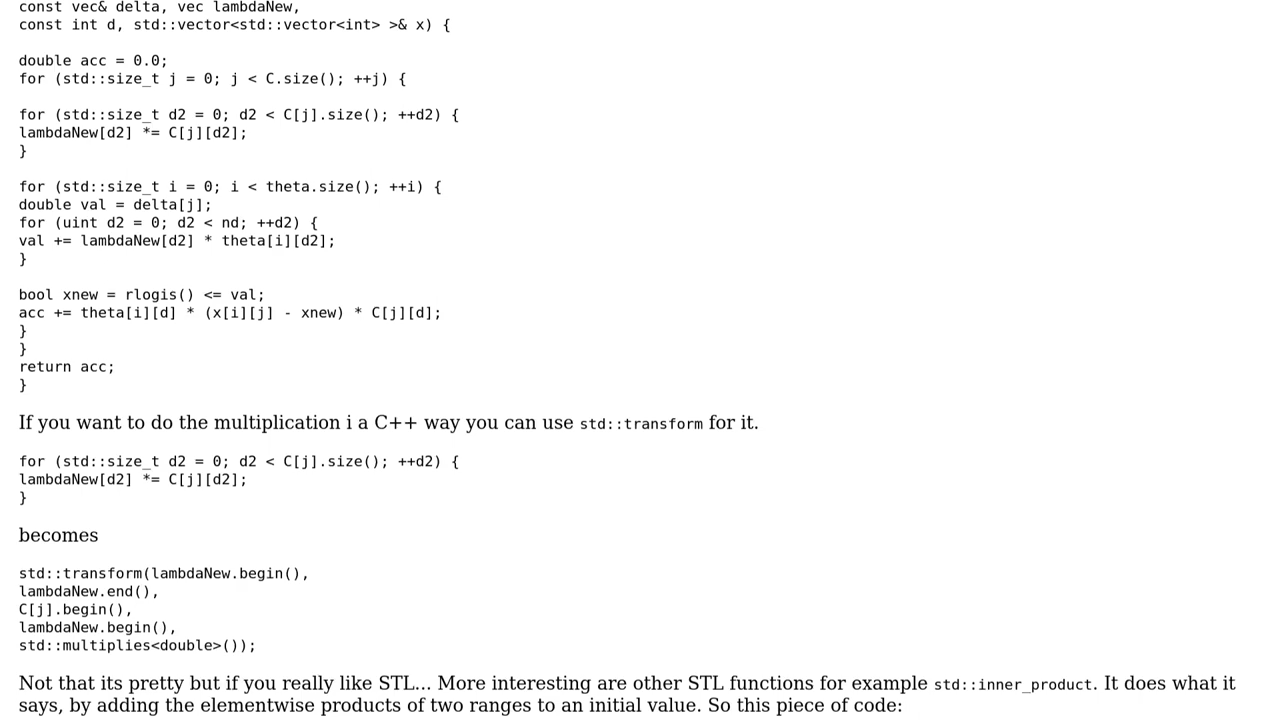 const vec& delta, vec lambdaNew,
const int d, std::vector<std::vector<int> >& x) {
double acc = 0.0;
for (std::size_t j = 0; j < C.size(); ++j) {
for (std::size_t d2 = 0; d2 < C[j].size(); ++d2) {
lambdaNew[d2] *= C[j][d2];
}
for (std::size_t i = 0; i < theta.size(); ++i) {
double val = delta[j];
for (uint d2 = 0; d2 < nd; ++d2) {
val += lambdaNew[d2] * theta[i][d2];
}
bool xnew = rlogis() <= val;
acc += theta[i][d] * (x[i][j] - xnew) * C[j][d];
}
}
return acc;
}
If you want to do the multiplication i a C++ way you can use std::transform for it.
for (std::size_t d2 = 0; d2 < C[j].size(); ++d2) {
lambdaNew[d2] *= C[j][d2];
}
becomes
std::transform(lambdaNew.begin(),
lambdaNew.end(),
C[j].begin(),
lambdaNew.begin(),
std::multiplies<double>());
Not that its pretty but if you really like STL... More interesting are other STL functions for example std::inner_product. It does what it
says, by adding the elementwise products of two ranges to an initial value. So this piece of code: